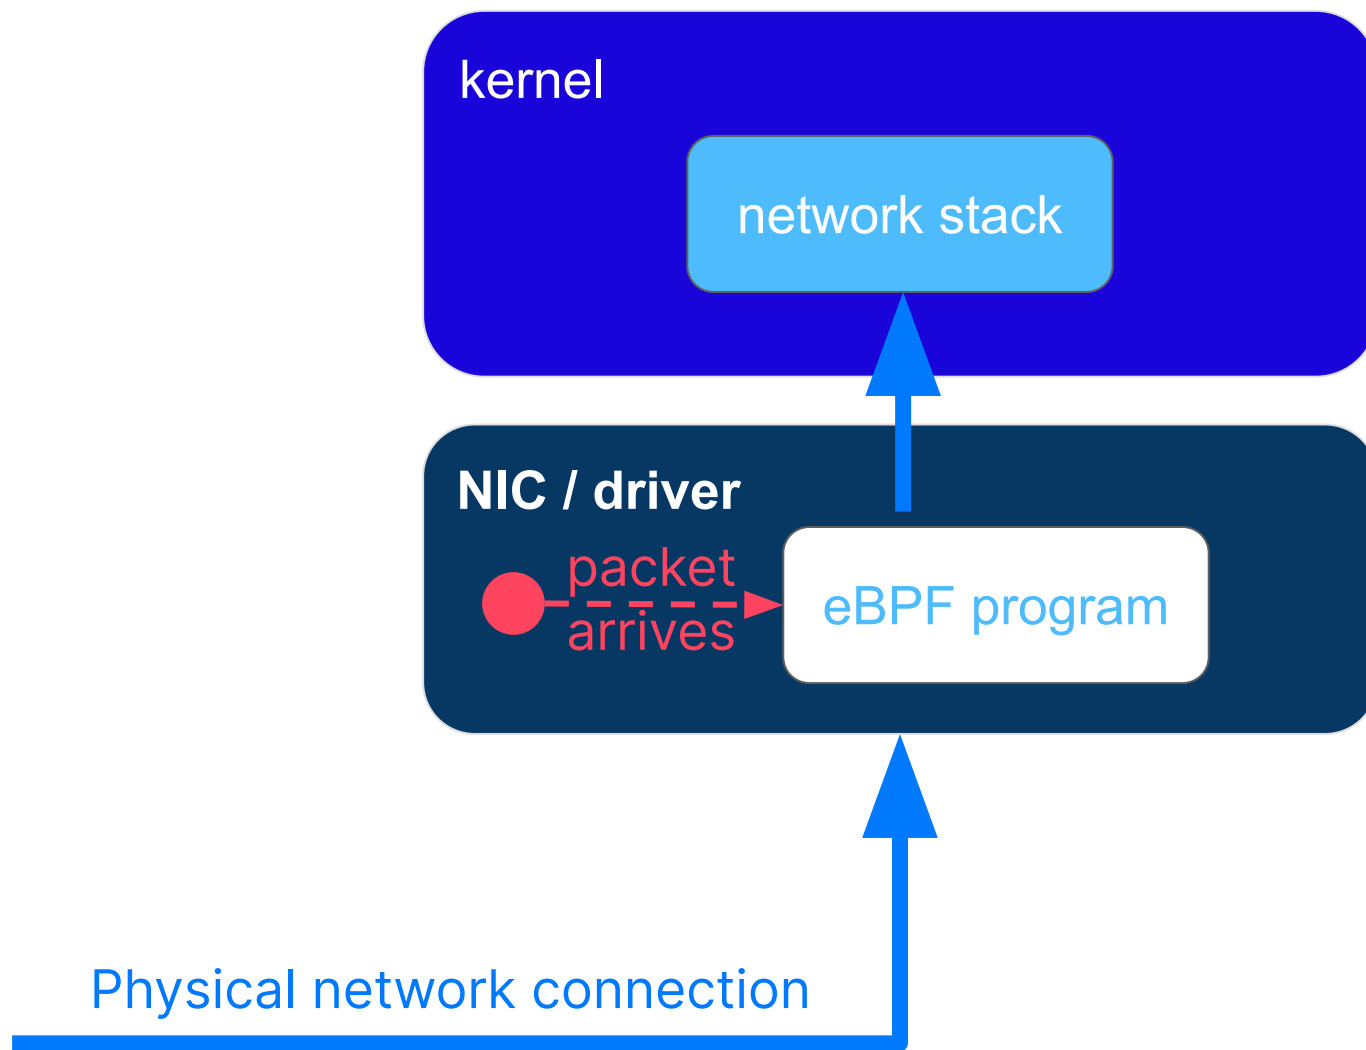 kernel
network stack
NIC / driver
packet
arrives
eBPF program
Physical network connection